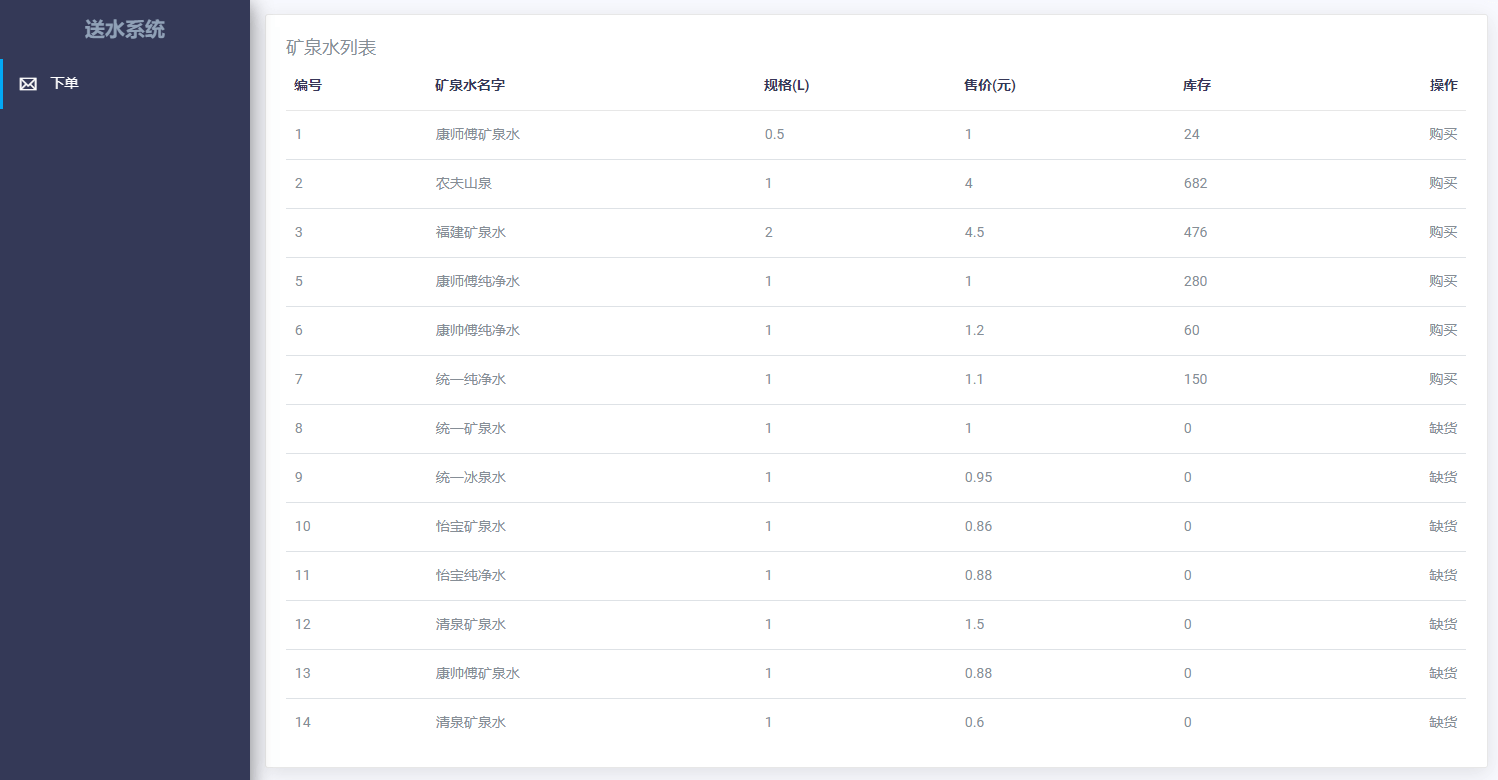 送水系统
下单
矿泉水列表
编号 矿泉水名字 规格(L) 售价(元) 库存 操作
1 康师傅矿泉水 0.5 1 24 购买
2 农夫山泉 1 4 682 购买
3 福建矿泉水 2 4.5 476 购买
5 康师傅纯净水 1 1 280 购买
6 康帅傅纯净水 1 1.2 60 购买
7 统一纯净水 1 1.1 150 购买
8 统一矿泉水 1 1 0 缺货
9 统一冰泉水 1 0.95 0 缺货
10 怡宝矿泉水 1 0.86 0 缺货
11 怡宝纯净水 1 0.88 0 缺货
12 清泉矿泉水 1 1.5 0 缺货
13 康帅傅矿泉水 1 0.88 0 缺货
14 清泉矿泉水 1 0.6 0 缺货